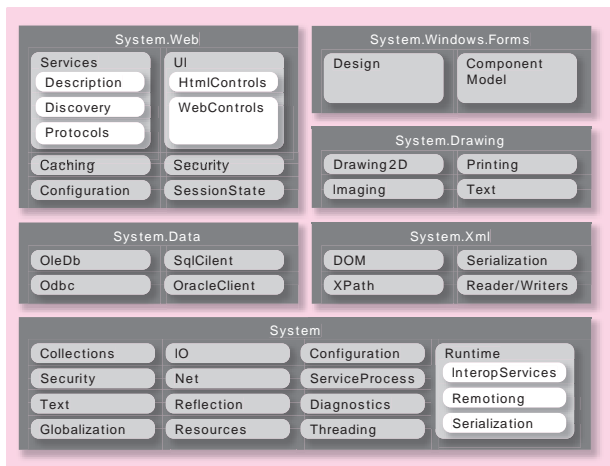 System.Web
Services
Description
Discovery
Protocols
UI
HtmlControls
WebControls
Caching
Security
Configuration
SessionState
System.Windows.Forms
Design
Component
Model
System.Drawing
Drawing2D
Printing
Imaging
Text
System.Data
OleDb
SqlCilent
Odbc
OracleClient
System.Xml
DOM
Serialization
XPath
Reader/Writers
System
Collections
IO
Configuration
Security
Net
ServiceProcess
Text
Reflection
Diagnostics
Globalization
Resources
Threading
Runtime
InteropServices
Remotiong
Serialization